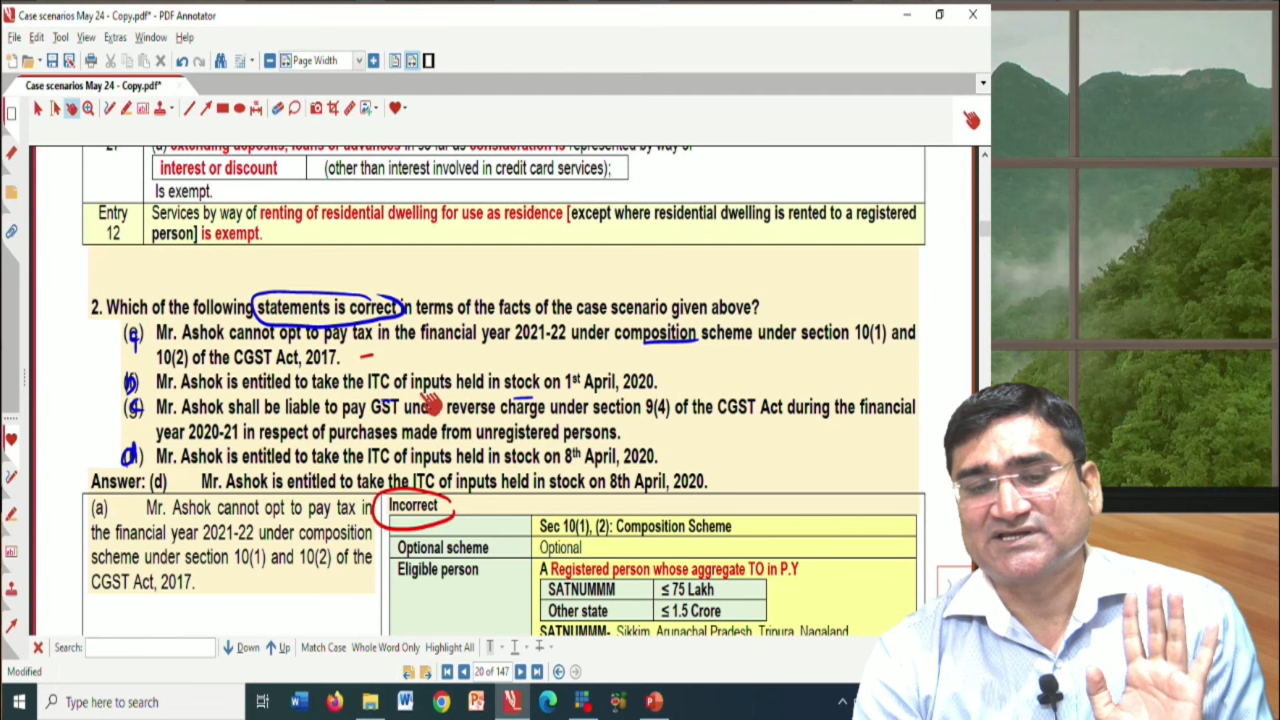 Case scenarios May 24 - Copy.pdf* - PDF Annotator
File Edit Tool View Extras Window Help
Page Width
Case scenarios May 24 - Copy.pdf*
interest or discount (other than interest involved in credit card services);
Is exempt.
Entry 12 Services by way of renting of residential dwelling for use as residence [except where residential dwelling is rented to a registered
person] is exempt.
2. Which of the following statements is correct in terms of the facts of the case scenario given above?
(a) Mr. Ashok cannot opt to pay tax in the financial year 2021-22 under composition scheme under section 10(1) and
10(2) of the CGST Act, 2017.
(b) Mr. Ashok is entitled to take the ITC of inputs held in stock on 1st April, 2020.
(c) Mr. Ashok shall be liable to pay GST under reverse charge under section 9(4) of the CGST Act during the financial
year 2020-21 in respect of purchases made from unregistered persons.
(d) Mr. Ashok is entitled to take the ITC of inputs held in stock on 8th April, 2020.
Answer: (d) Mr. Ashok is entitled to take the ITC of inputs held in stock on 8th April, 2020.
(a) Mr. Ashok cannot opt to pay tax in
the financial year 2021-22 under composition
scheme under section 10(1) and 10(2) of the
CGST Act, 2017.
Incorrect
Sec 10(1), (2): Composition Scheme
Optional scheme Optional
Eligible person A Registered person whose aggregate TO in P.Y
SATNUMMM ≤ 75 Lakh
Other state ≤ 1.5 Crore
SATNUMMM- Sikkim, Arunachal Pradesh, Tripura, Nagaland
Search: Down Up Match Case Whole Word Only Highlight All
Modified 20 of 147
Type here to search